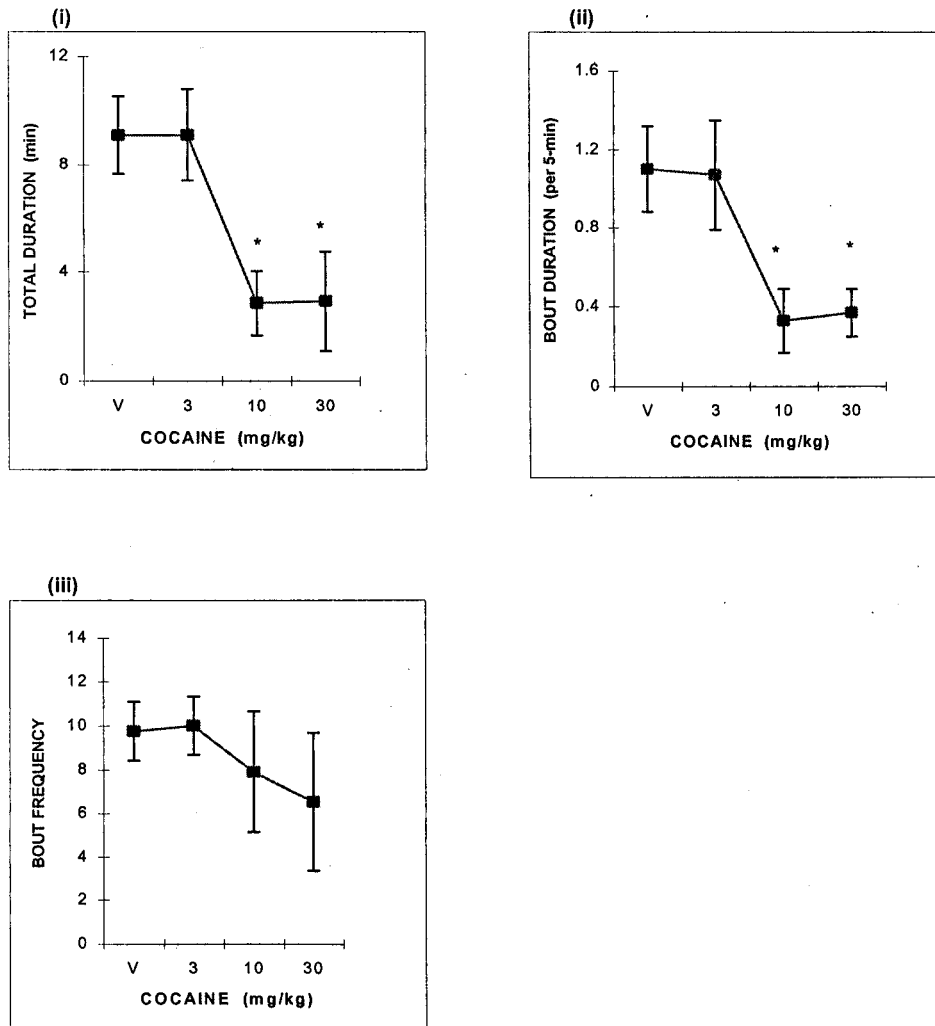 (i)
TOTAL DURATION (min)
12
8
4
0
*
*
V 3 10 30
COCAINE (mg/kg)
(ii)
BOUT DURATION (per 5-min)
1.6
1.2
0.8
0.4
0
*
*
V 3 10 30
COCAINE (mg/kg)
(iii)
BOUT FREQUENCY
14
12
10
8
6
4
2
0
V 3 10 30
COCAINE (mg/kg)